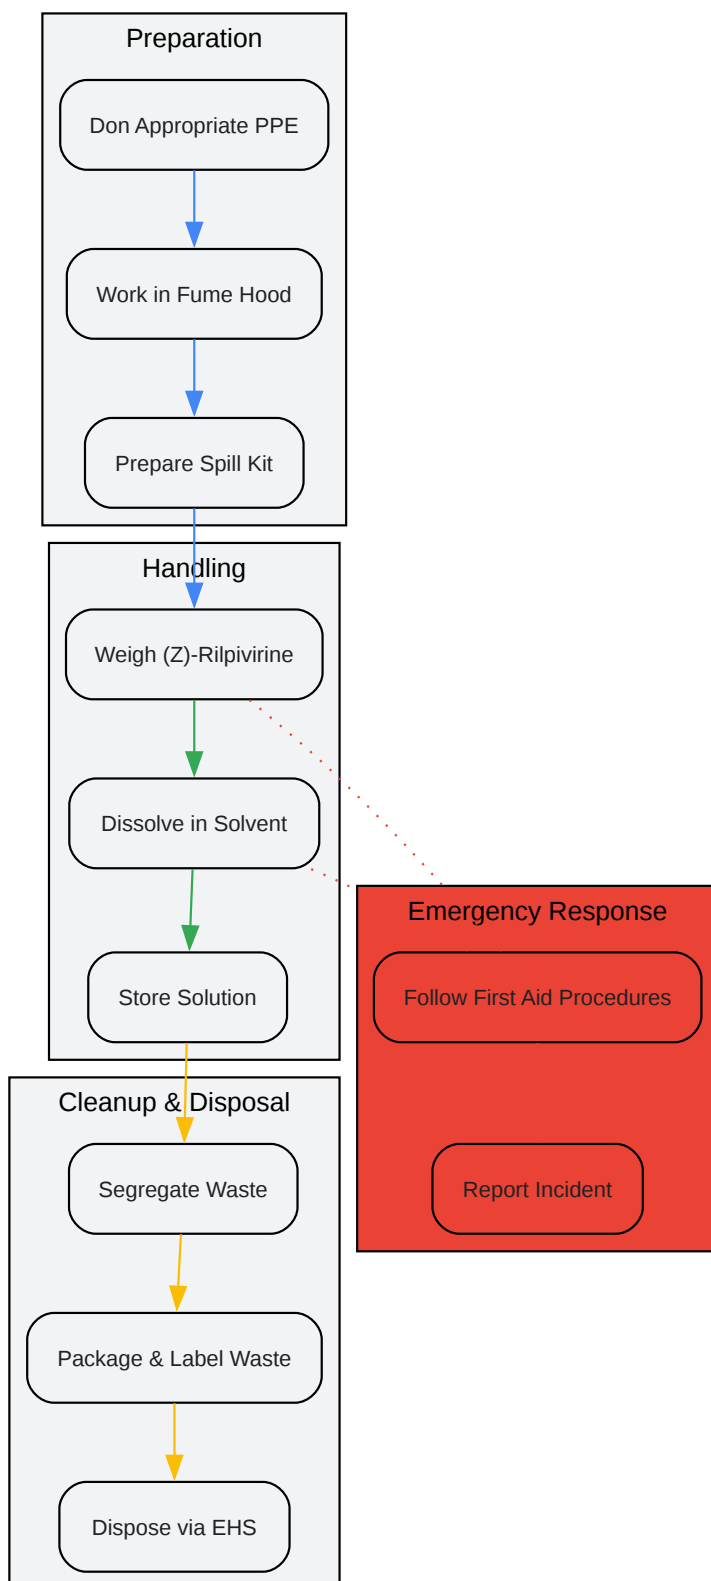 Preparation
Don Appropriate PPE
Work in Fume Hood
Prepare Spill Kit
Handling
Weigh (Z)-Rilpivirine
Dissolve in Solvent
Store Solution
Emergency Response
Follow First Aid Procedures
Report Incident
Cleanup & Disposal
Segregate Waste
Package & Label Waste
Dispose via EHS